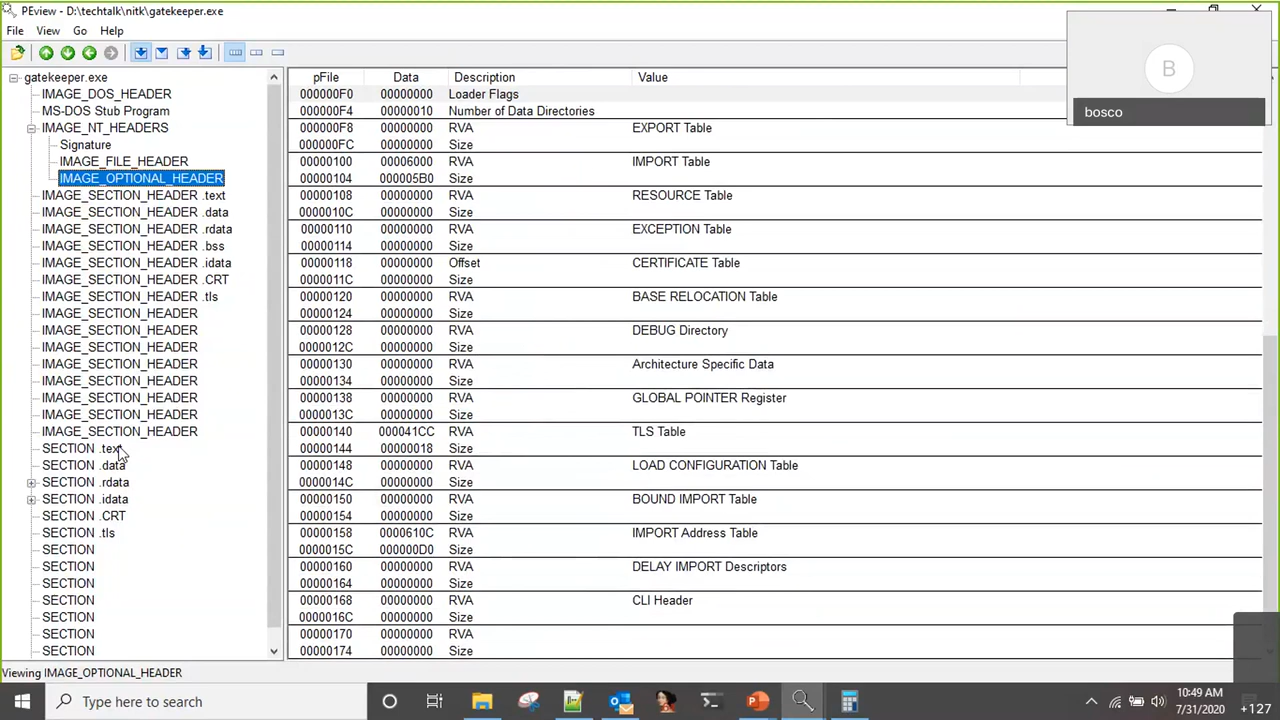 PEview - D:\techtalk\nitk\gatekeeper.exe
File View Go Help
gatekeeper.exe
IMAGE_DOS_HEADER
MS-DOS Stub Program
IMAGE_NT_HEADERS
Signature
IMAGE_FILE_HEADER
IMAGE_OPTIONAL_HEADER
IMAGE_SECTION_HEADER .text
IMAGE_SECTION_HEADER .data
IMAGE_SECTION_HEADER .rdata
IMAGE_SECTION_HEADER .bss
IMAGE_SECTION_HEADER .idata
IMAGE_SECTION_HEADER .CRT
IMAGE_SECTION_HEADER .tls
IMAGE_SECTION_HEADER
IMAGE_SECTION_HEADER
IMAGE_SECTION_HEADER
IMAGE_SECTION_HEADER
IMAGE_SECTION_HEADER
IMAGE_SECTION_HEADER
IMAGE_SECTION_HEADER
IMAGE_SECTION_HEADER
SECTION .text
SECTION .data
SECTION .rdata
SECTION .idata
SECTION .CRT
SECTION .tls
SECTION
SECTION
SECTION
SECTION
SECTION
SECTION
SECTION
pFile Data Description Value
000000F0 00000000 Loader Flags
000000F4 00000010 Number of Data Directories
000000F8 00000000 RVA EXPORT Table
000000FC 00000000 Size
00000100 00006000 RVA IMPORT Table
00000104 000005B0 Size
00000108 00000000 RVA RESOURCE Table
0000010C 00000000 Size
00000110 00000000 RVA EXCEPTION Table
00000114 00000000 Size
00000118 00000000 Offset CERTIFICATE Table
0000011C 00000000 Size
00000120 00000000 RVA BASE RELOCATION Table
00000124 00000000 Size
00000128 00000000 RVA DEBUG Directory
0000012C 00000000 Size
00000130 00000000 RVA Architecture Specific Data
00000134 00000000 Size
00000138 00000000 RVA GLOBAL POINTER Register
0000013C 00000000 Size
00000140 000041CC RVA TLS Table
00000144 00000018 Size
00000148 00000000 RVA LOAD CONFIGURATION Table
0000014C 00000000 Size
00000150 00000000 RVA BOUND IMPORT Table
00000154 00000000 Size
00000158 0000610C RVA IMPORT Address Table
0000015C 000000D0 Size
00000160 00000000 RVA DELAY IMPORT Descriptors
00000164 00000000 Size
00000168 00000000 RVA CLI Header
0000016C 00000000 Size
00000170 00000000 RVA
00000174 00000000 Size
B
bosco
Viewing IMAGE_OPTIONAL_HEADER
Type here to search
10:49 AM
7/31/2020
+127